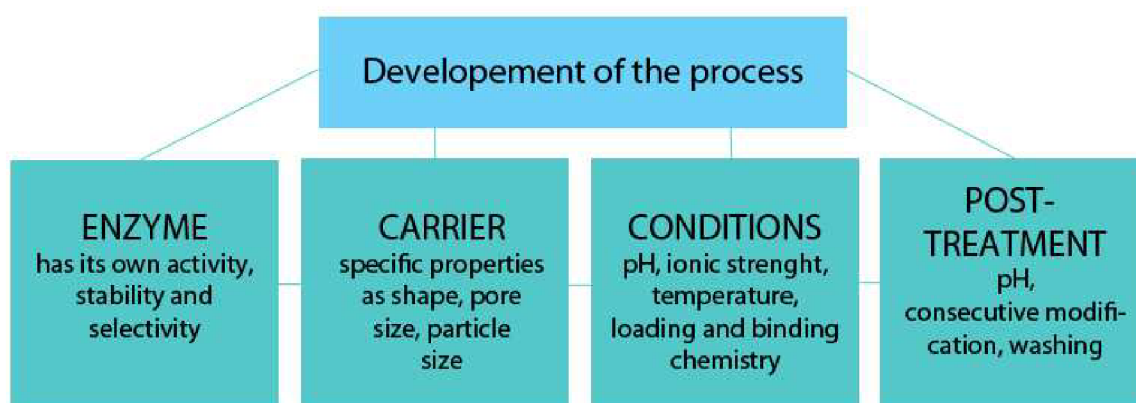 Developement of the process
ENZYME
has its own activity,
stability and
selectivity
CARRIER
specific properties
as shape, pore
size, particle
size
CONDITIONS
pH, ionic strenght,
temperature,
loading and binding
chemistry
POST-
TREATMENT
pH,
consecutive modifi-
cation, washing